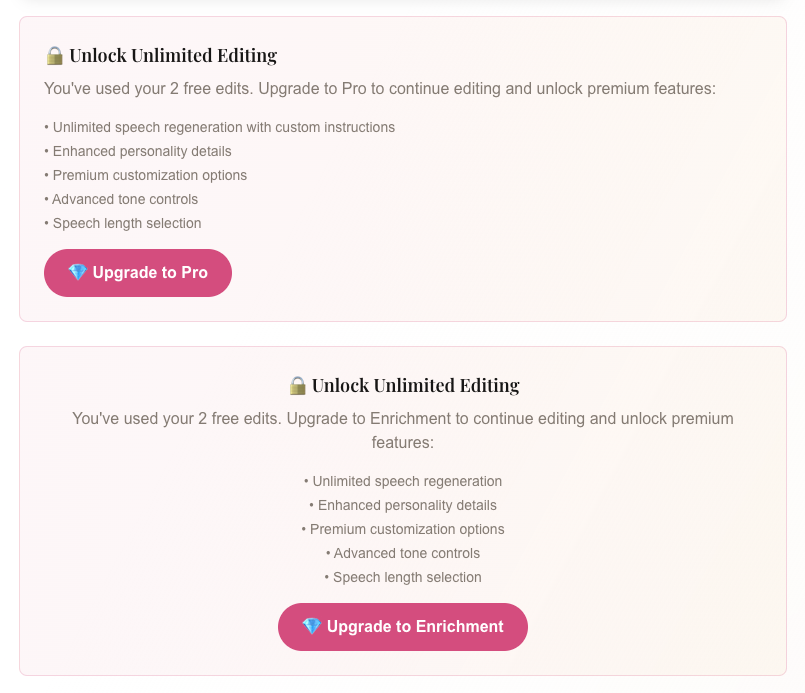 🔒 Unlock Unlimited Editing
You've used your 2 free edits. Upgrade to Pro to continue editing and unlock premium features:
• Unlimited speech regeneration with custom instructions
• Enhanced personality details
• Premium customization options
• Advanced tone controls
• Speech length selection
💎 Upgrade to Pro
🔒 Unlock Unlimited Editing
You've used your 2 free edits. Upgrade to Enrichment to continue editing and unlock premium
features:
• Unlimited speech regeneration
• Enhanced personality details
• Premium customization options
• Advanced tone controls
• Speech length selection
💎 Upgrade to Enrichment